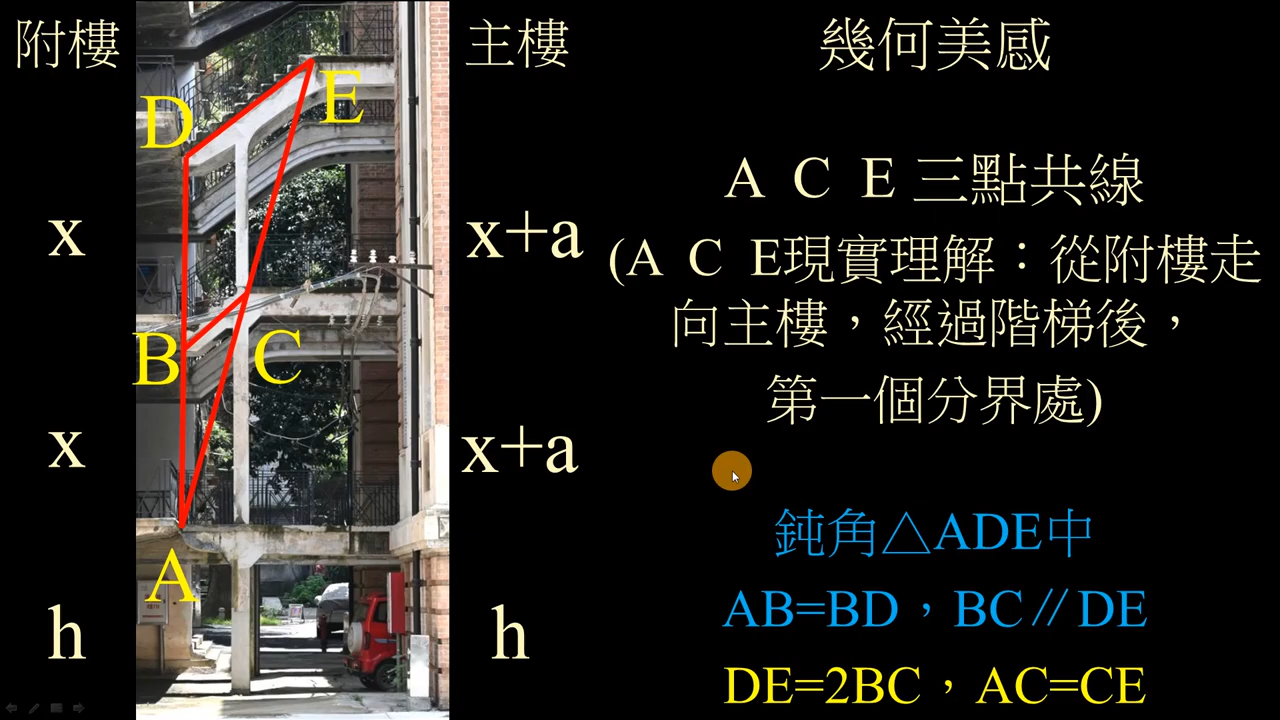 附樓
主樓
幾何美感
D
E
A C E 三點共線
x
x+a
(A C E現實理解：從附樓走
向主樓，經過階梯後，
第一個分界處)
B
C
x
x+a
鈍角△ADE中
A
AB=BD，BC∥DE
h
h
DE=2BC，AC=CE